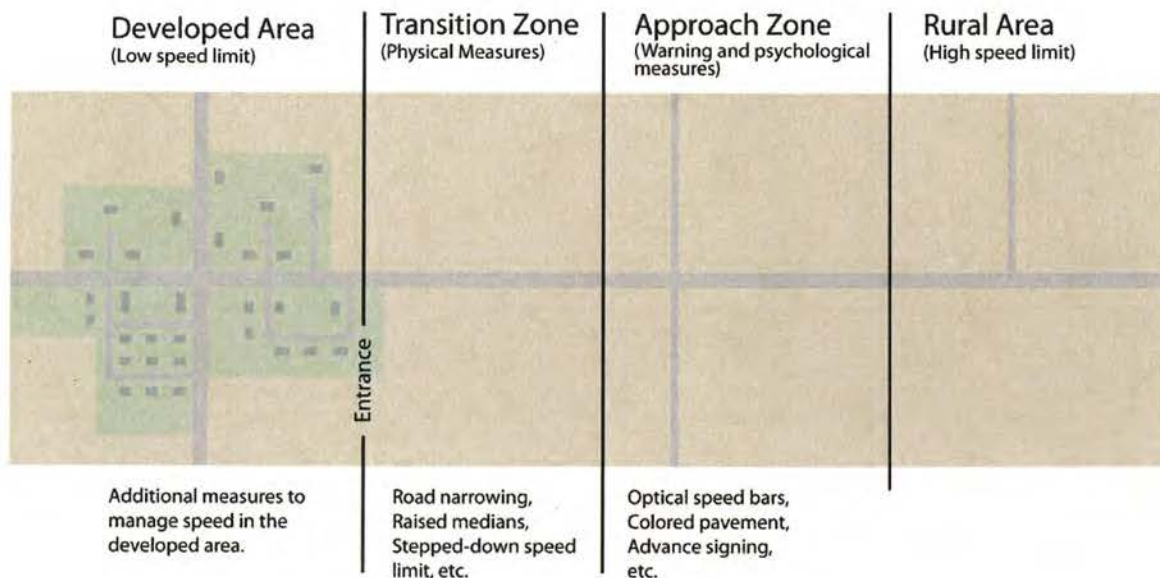 Developed Area
(Low speed limit)
Transition Zone
(Physical Measures)
Approach Zone
(Warning and psychological
measures)
Rural Area
(High speed limit)
Entrance
Additional measures to
manage speed in the
developed area.
Road narrowing,
Raised medians,
Stepped-down speed
limit, etc.
Optical speed bars,
Colored pavement,
Advance signing,
etc.